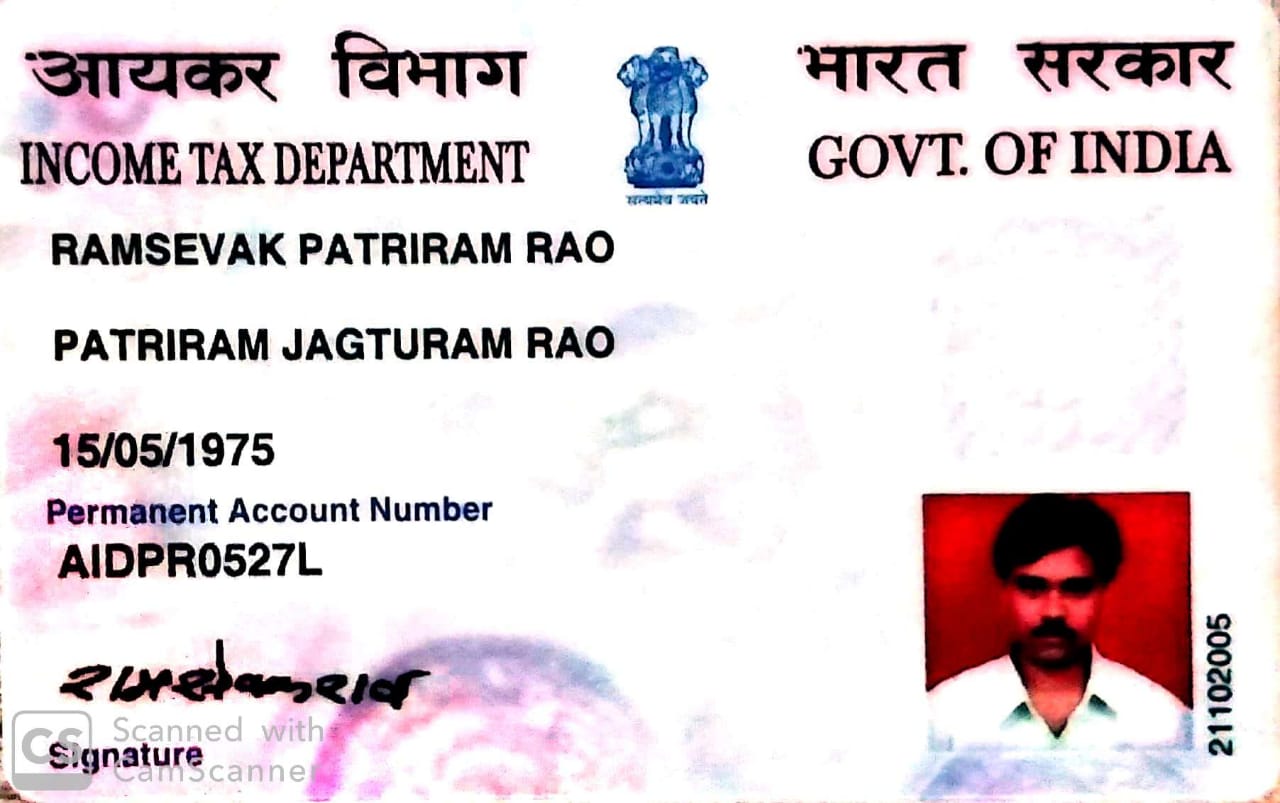 आयकर विभाग
INCOME TAX DEPARTMENT
सत्यमेव जयते
भारत सरकार
GOVT. OF INDIA
RAMSEVAK PATRIRAM RAO
PATRIRAM JAGTURAM RAO
15/05/1975
Permanent Account Number
AIDPR0527L
Signature
21102005
CS
Scanned with
CamScanner